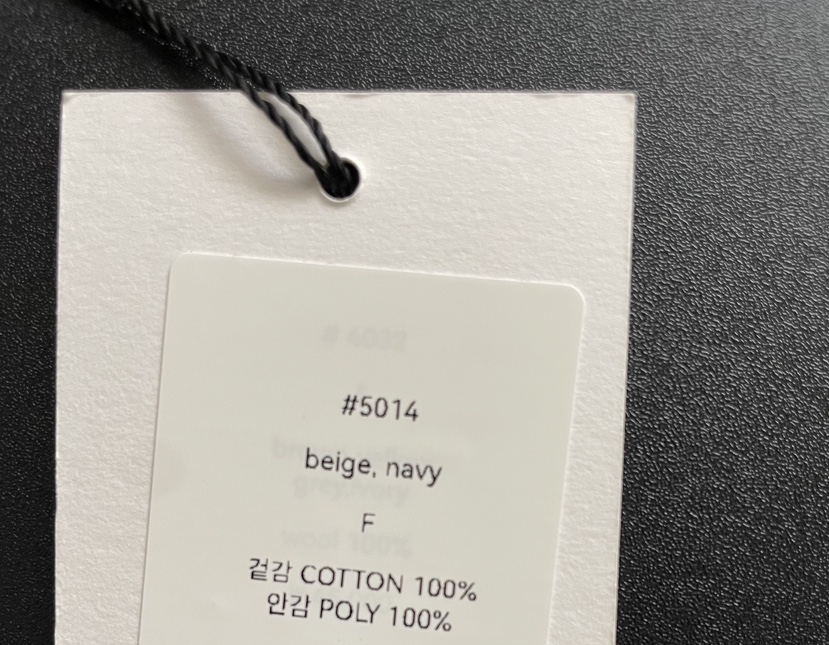 #5014
beige, navy
F
겉감 COTTON 100%
안감 POLY 100%